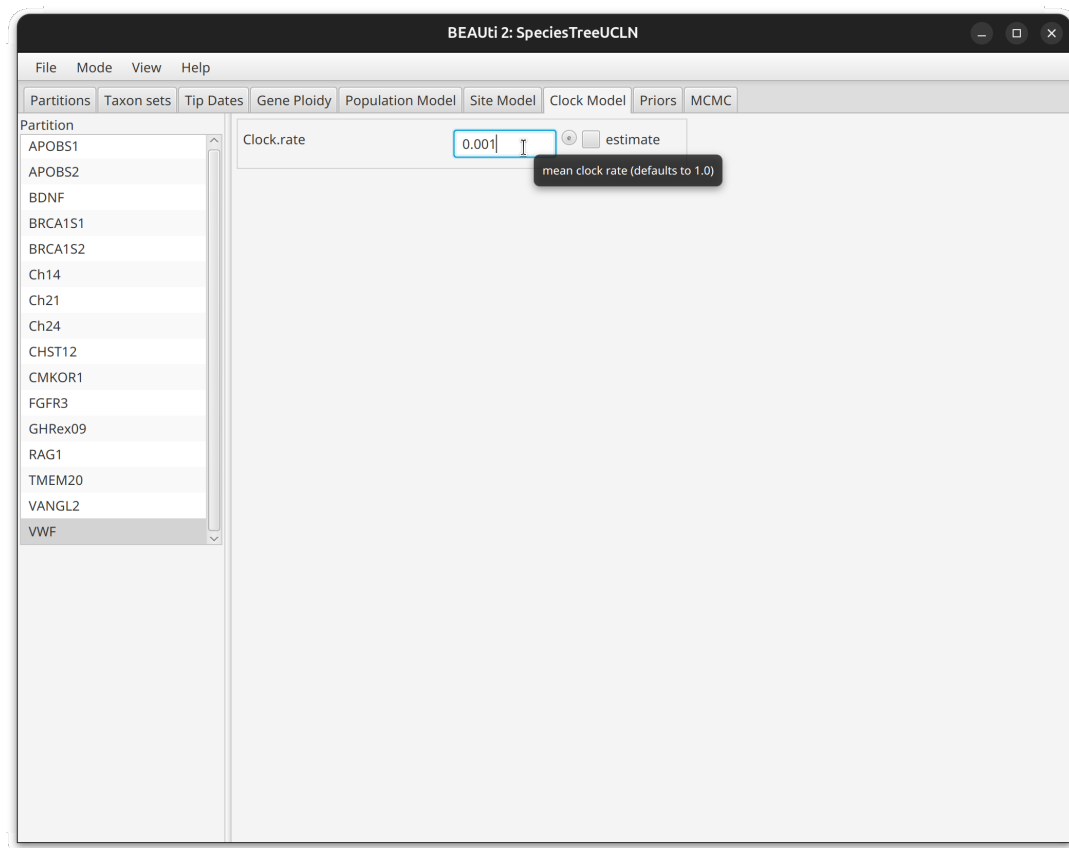 BEAUti 2: SpeciesTreeUCLN
File Mode View Help
Partitions Taxon sets Tip Dates Gene Ploidy Population Model Site Model Clock Model Priors MCMC
Partition
APOBS1
APOBS2
BDNF
BRCA1S1
BRCA1S2
Ch14
Ch21
Ch24
CHST12
CMKOR1
FGFR3
GHRex09
RAG1
TMEM20
VANGL2
VWF
Clock.rate 0.001 estimate
mean clock rate (defaults to 1.0)